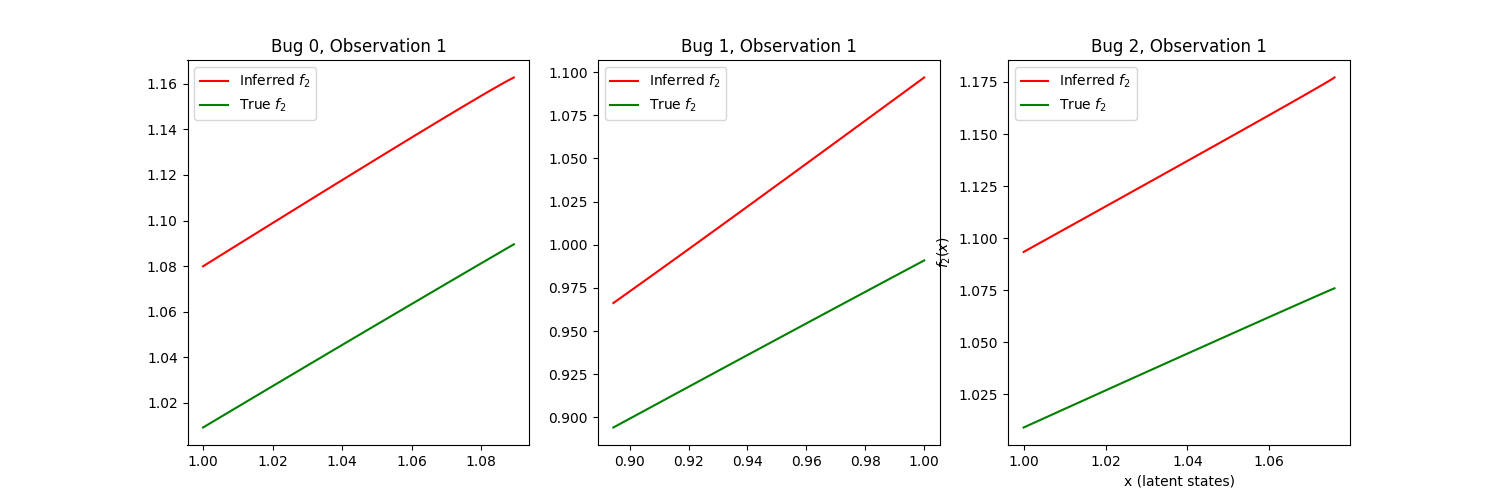 Bug 0, Observation 1
Inferred f₂
True f₂
1.16
1.14
1.12
1.10
1.08
1.06
1.04
1.02
1.00 1.02 1.04 1.06 1.08
Bug 1, Observation 1
Inferred f₂
True f₂
1.100
1.075
1.050
1.025
1.000
0.975
0.950
0.925
0.900
0.90 0.92 0.94 0.96 0.98 1.00
Bug 2, Observation 1
Inferred f₂
True f₂
f₂(x)
1.175
1.150
1.125
1.100
1.075
1.050
1.025
1.00 1.02 1.04 1.06
x (latent states)